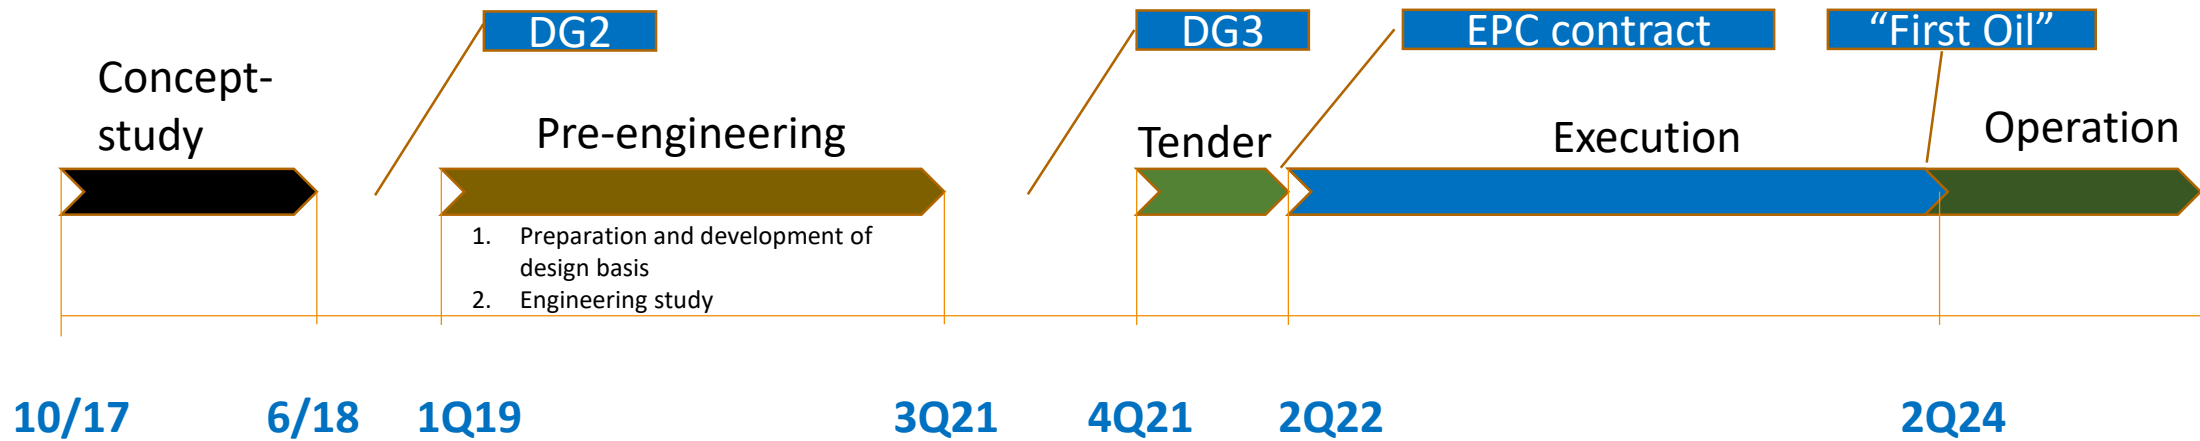 DG2
DG3
EPC contract
“First Oil”
Concept-
study
Pre-engineering
Tender
Execution
Operation
1. Preparation and development of
design basis
2. Engineering study
10/17
6/18
1Q19
3Q21
4Q21
2Q22
2Q24